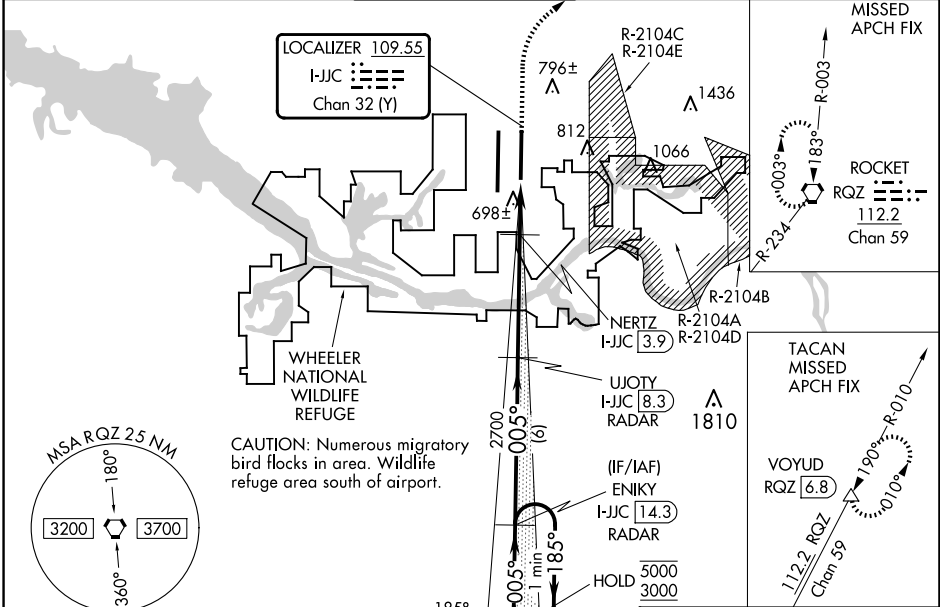 LOCALIZER 109.55
I-JJC
Chan 32 (Y)
R-2104C
R-2104E
796±
1436
812
1066
698±
MISSED
APCH FIX
R-003
003°
183°
ROCKET
RQZ
112.2
Chan 59
R-234
R-2104B
R-2104A
R-2104D
NERTZ
I-JJC 3.9
WHEELER
NATIONAL
WILDLIFE
REFUGE
UJOTY
I-JJC 8.3
RADAR
1810
2700
005°
(6)
CAUTION: Numerous migratory
bird flocks in area. Wildlife
refuge area south of airport.
TACAN
MISSED
APCH FIX
R-010
190°
010°
VOYUD
RQZ 6.8
112.2 RQZ
Chan 59
MSA RQZ 25 NM
180°
3200
3700
360°
(IF/IAF)
ENIKY
I-JJC 14.3
RADAR
005°
1 min
185°
HOLD 5000
3000